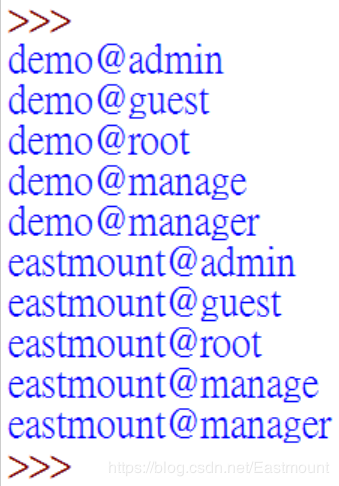 >>>
demo@admin
demo@guest
demo@root
demo@manage
demo@manager
eastmount@admin
eastmount@guest
eastmount@root
eastmount@manage
eastmount@manager
>>>
https://blog.csdn.net/Eastmount